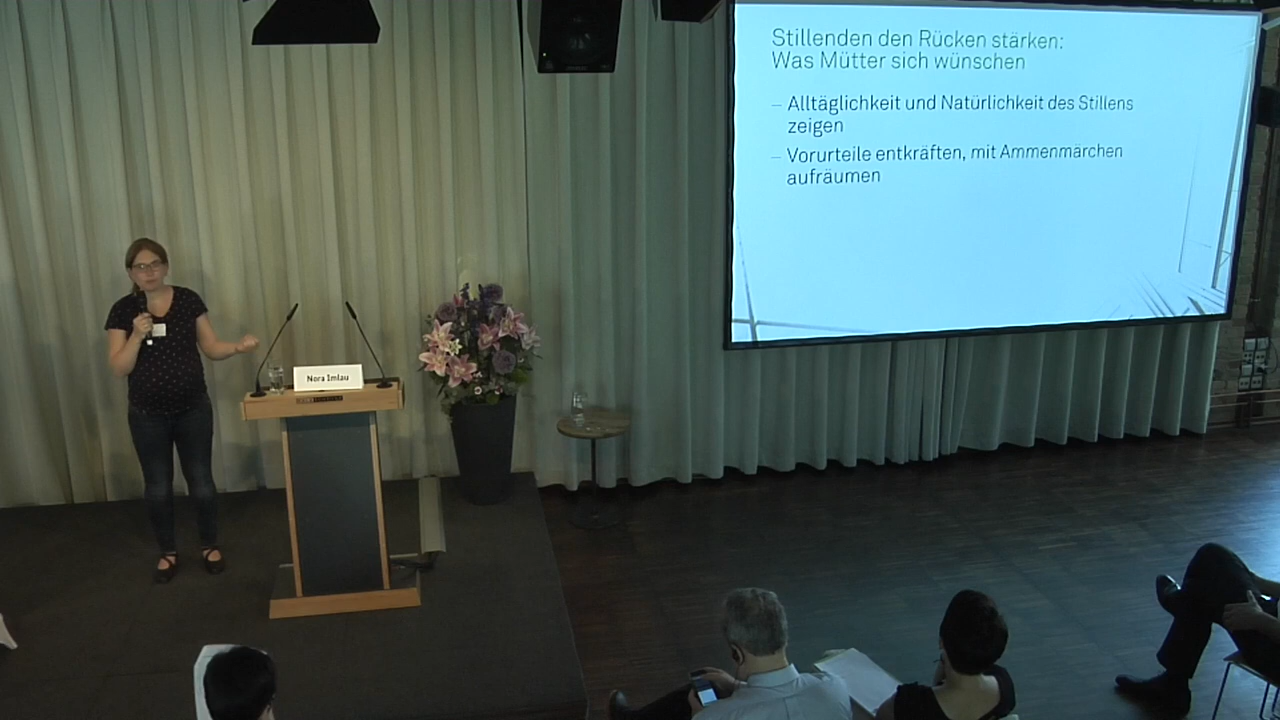 Stillenden den Rücken stärken:
Was Mütter sich wünschen
– Alltäglichkeit und Natürlichkeit des Stillens
zeigen
– Vorurteile entkräften, mit Ammenmärchen
aufräumen
Nora Imlau